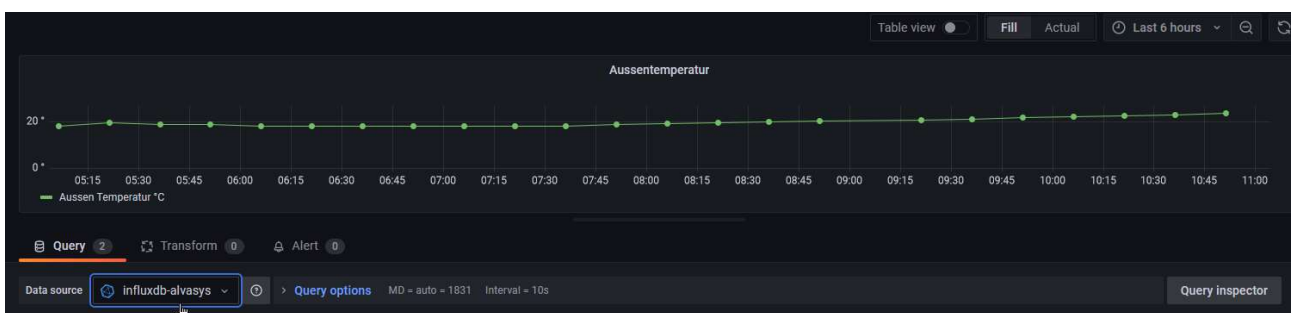 Table view Fill Actual Last 6 hours
Aussentemperatur
20 °
0 °
05:15 05:30 05:45 06:00 06:15 06:30 06:45 07:00 07:15 07:30 07:45 08:00 08:15 08:30 08:45 09:00 09:15 09:30 09:45 10:00 10:15 10:30 10:45 11:00
Aussen Temperatur °C
Query 2 Transform 0 Alert 0
Data source influxdb-alvasys Query options MD = auto = 1831 Interval = 10s Query inspector